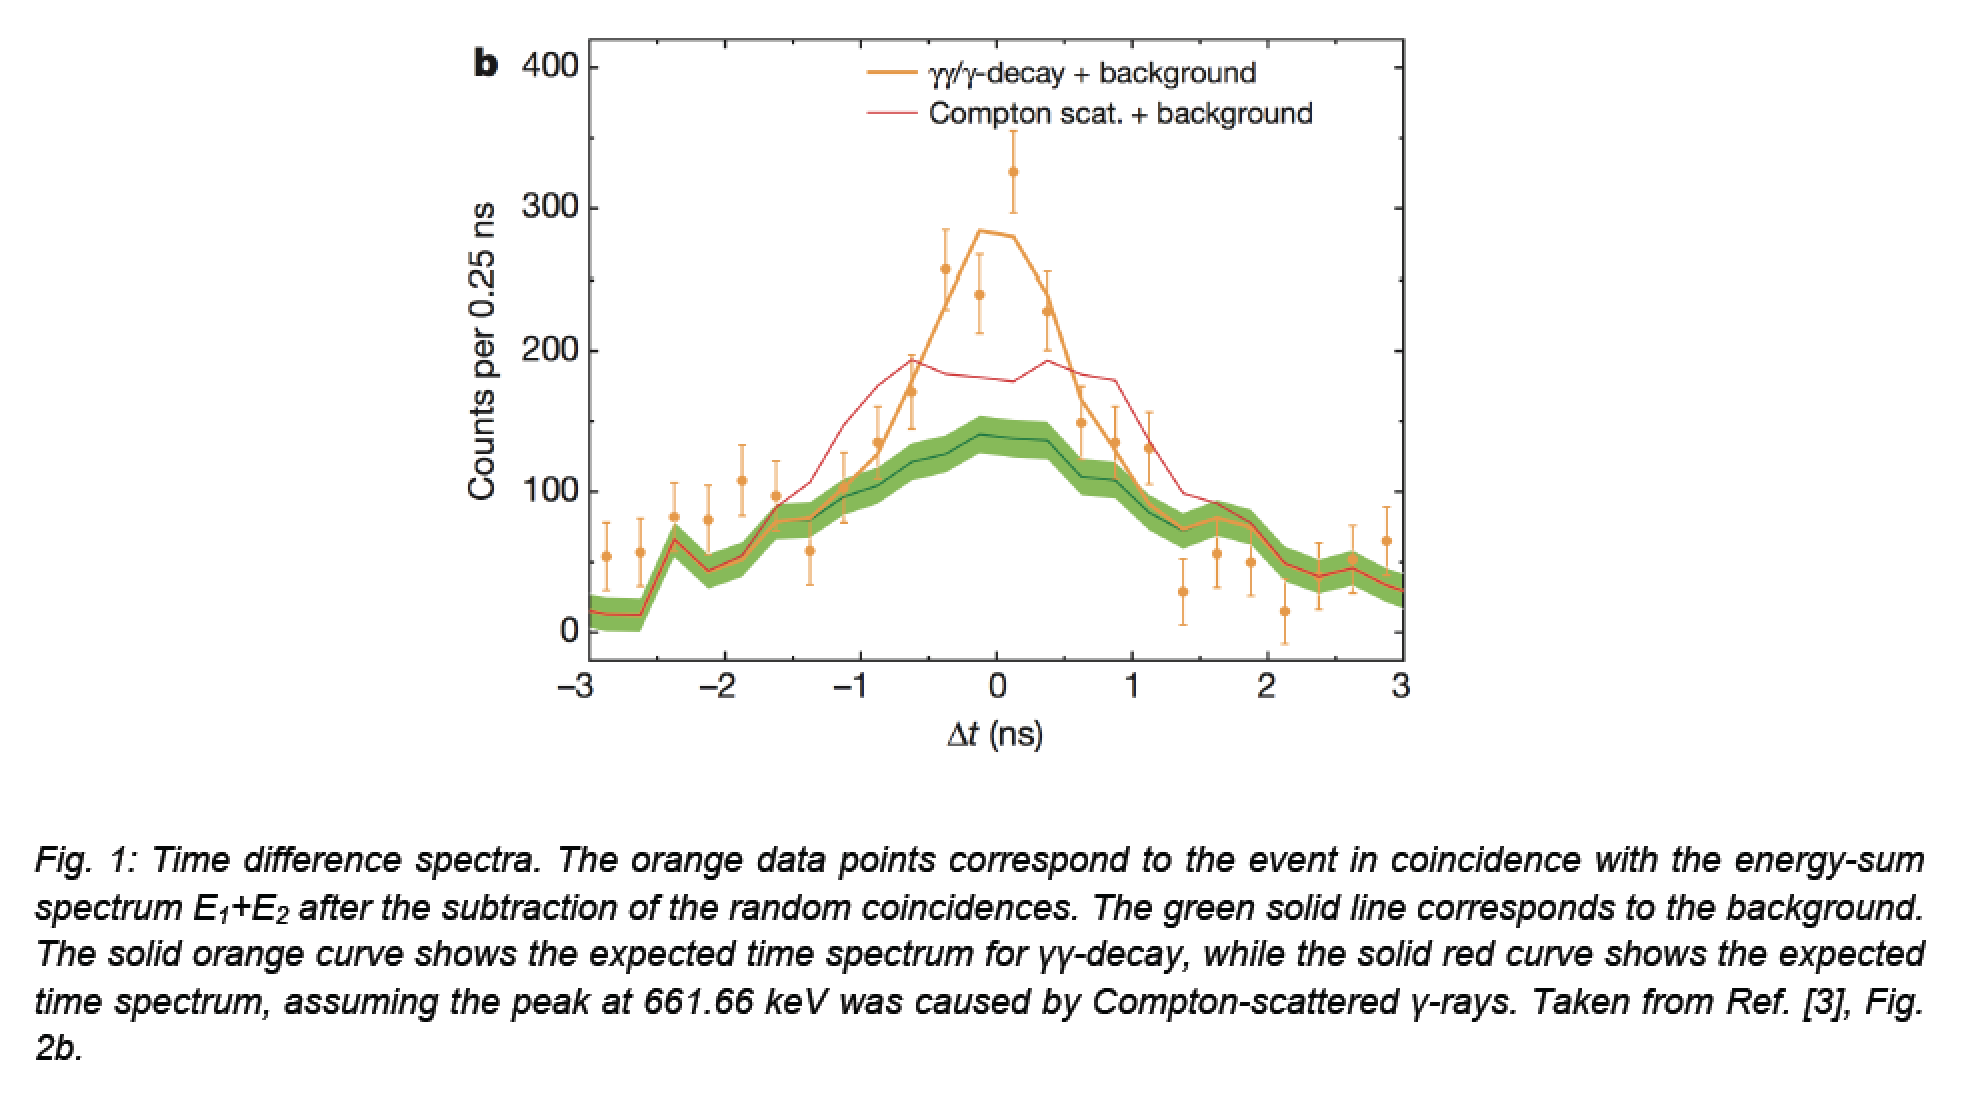 b
400
γγ/γ-decay + background
Compton scat. + background
300
200
100
0
Counts per 0.25 ns
–3 –2 –1 0 1 2 3
Δt (ns)
Fig. 1: Time difference spectra. The orange data points correspond to the event in coincidence with the energy-sum
spectrum E₁+E₂ after the subtraction of the random coincidences. The green solid line corresponds to the background.
The solid orange curve shows the expected time spectrum for γγ-decay, while the solid red curve shows the expected
time spectrum, assuming the peak at 661.66 keV was caused by Compton-scattered γ-rays. Taken from Ref. [3], Fig.
2b.